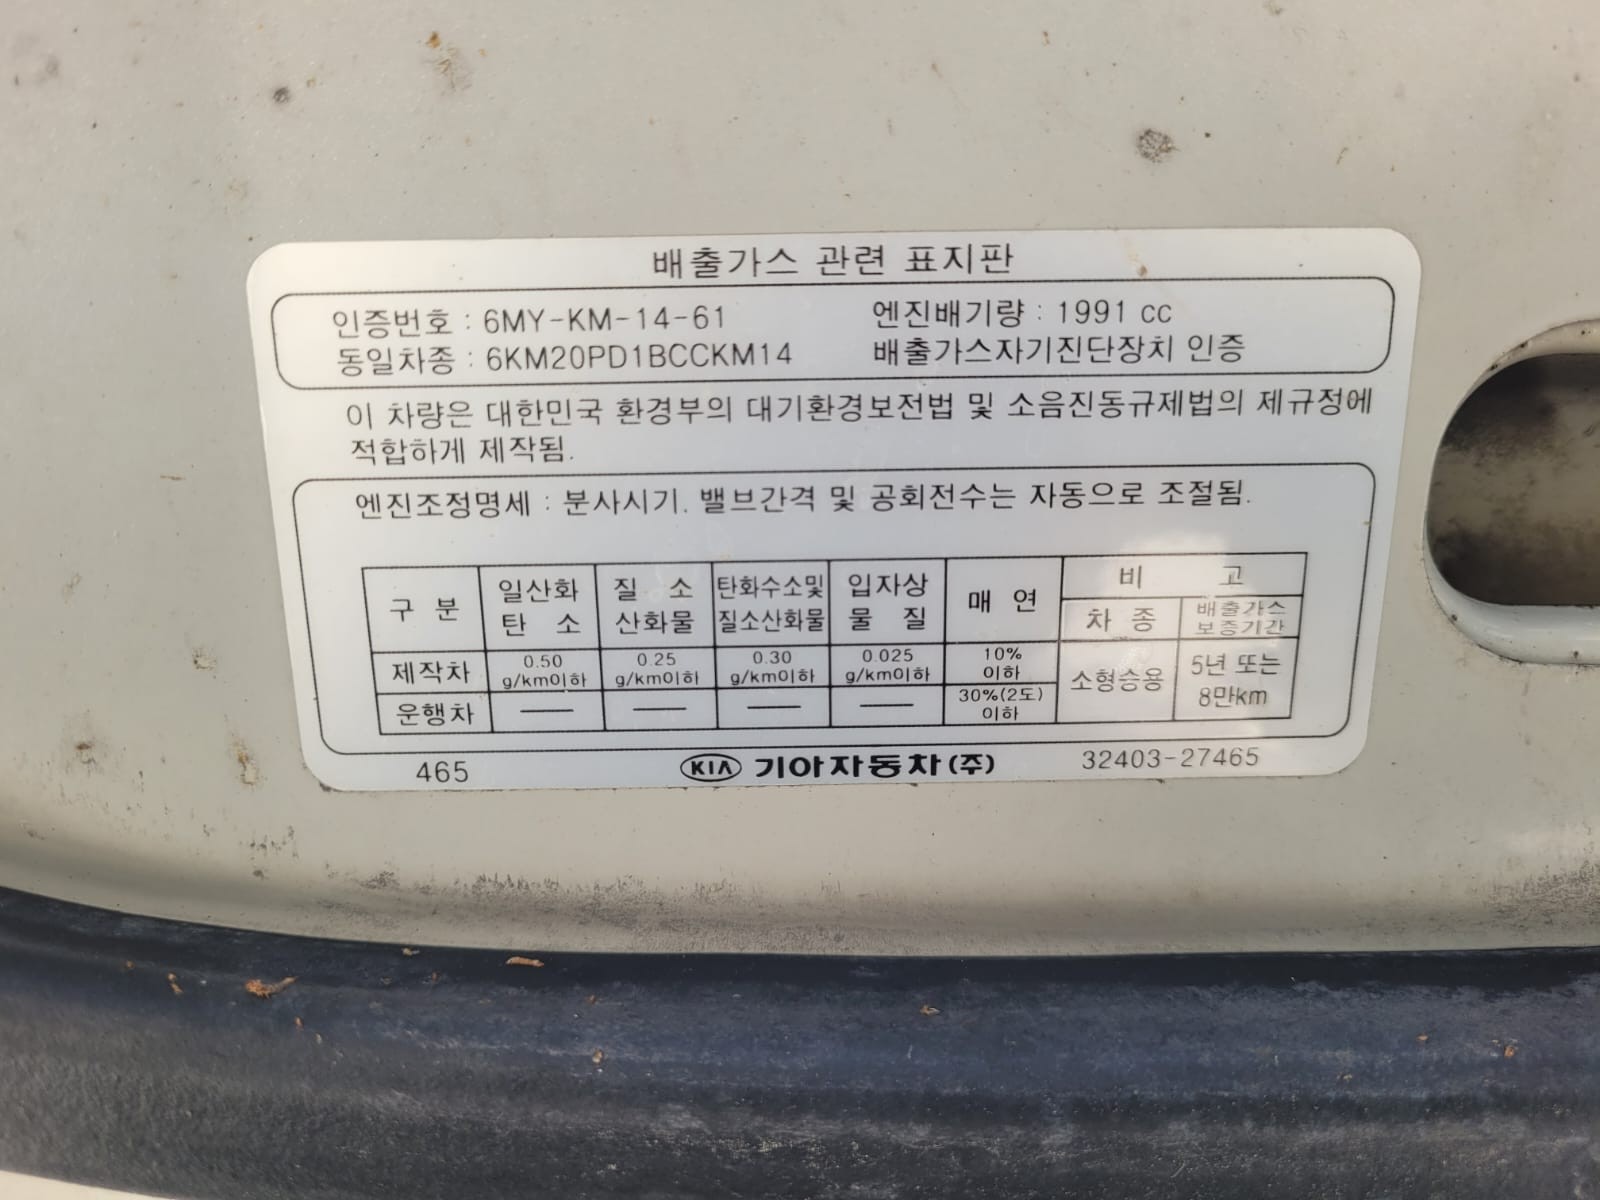 배출가스 관련 표지판
인증번호 : 6MY-KM-14-61 엔진배기량 : 1991 cc
동일차종 : 6KM20PD1BCCKM14 배출가스자기진단장치 인증
이 차량은 대한민국 환경부의 대기환경보전법 및 소음진동규제법의 제규정에
적합하게 제작됨.
엔진조정명세 : 분사시기. 밸브간격 및 공회전수는 자동으로 조절됨.
구 분 일산화 탄 소 질 소 산화물 탄화수소및 질소산화물 입자상 물 질 매 연 비 고
차 종 배출가스 보증기간
제작차 0.50 g/km이하 0.25 g/km이하 0.30 g/km이하 0.025 g/km이하 10% 이하 소형승용 5년 또는 8만km
운행차 — — — — 30%(2도) 이하
465 KIA 기아자동차(주) 32403-27465